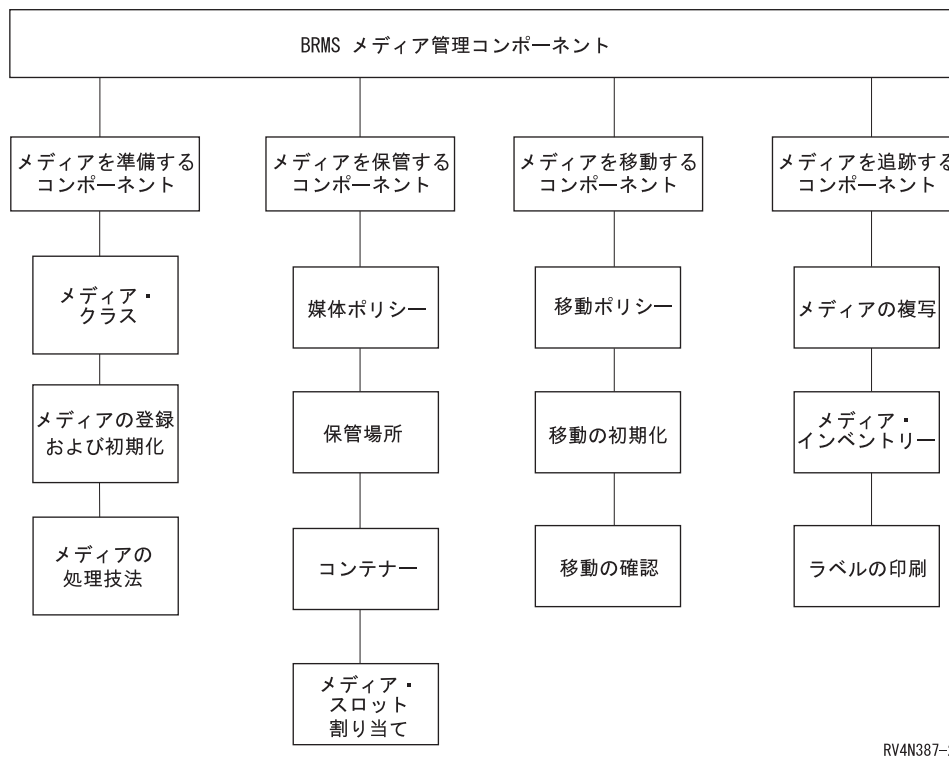 BRMS メディア管理コンポーネント
メディアを準備する
コンポーネント
メディア・
クラス
メディアの登録
および初期化
メディアの
処理技法
メディアを保管する
コンポーネント
媒体ポリシー
保管場所
コンテナー
メディア・
スロット
割り当て
メディアを移動する
コンポーネント
移動ポリシー
移動の初期化
移動の確認
メディアを追跡する
コンポーネント
メディアの複写
メディア・
インベントリー
ラベルの印刷
RV4N387-